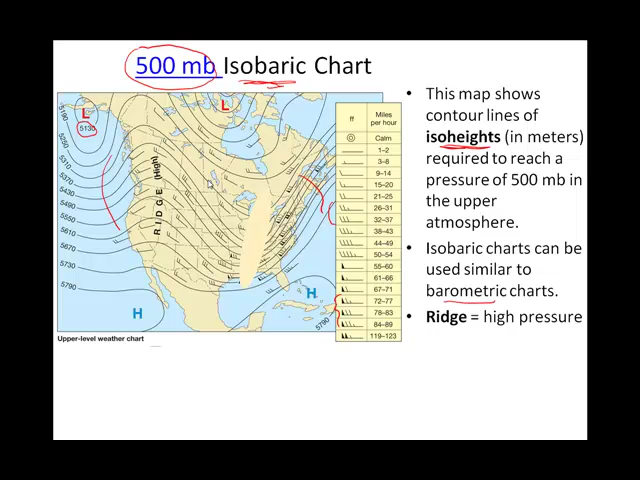 500 mb Isobaric Chart
L
L
5130
5190
5250
5310
5370
5430
5490
5550
5610
5670
5730
5790
RIDGE (High)
H
H
5790
Upper-level weather chart
ff Miles per hour
Calm
1–2
3–8
9–14
15–20
21–25
26–31
32–37
38–43
44–49
50–54
55–60
61–66
67–71
72–77
78–83
84–89
119–123
• This map shows
contour lines of
isoheights (in meters)
required to reach a
pressure of 500 mb in
the upper
atmosphere.
• Isobaric charts can be
used similar to
barometric charts.
• Ridge = high pressure